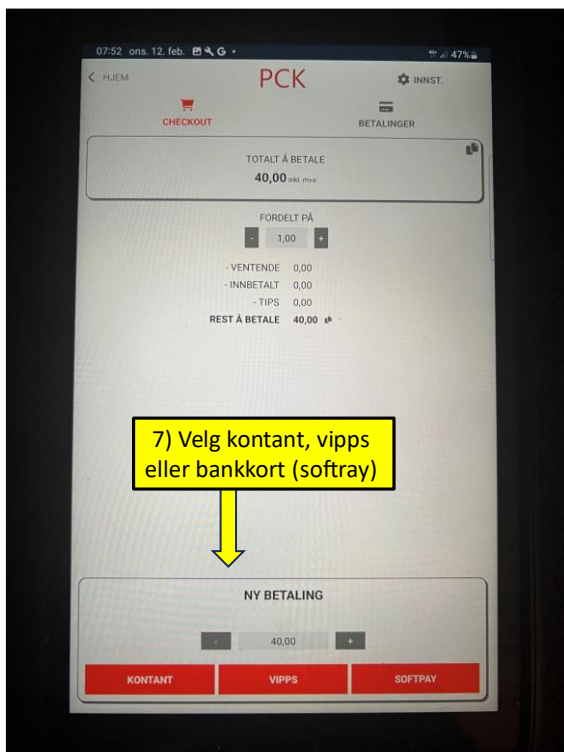 07:52 ons. 12. feb. G •
47%
HJEM
PCK
INNST.
CHECKOUT
BETALINGER
TOTALT Å BETALE
40,00 inkl. mva
FORDELT PÅ
- 1,00 +
- VENTENDE 0,00
- INNBETALT 0,00
- TIPS 0,00
REST Å BETALE 40,00
7) Velg kontant, vipps
eller bankkort (softray)
NY BETALING
- 40,00 +
KONTANT VIPPS SOFTPAY